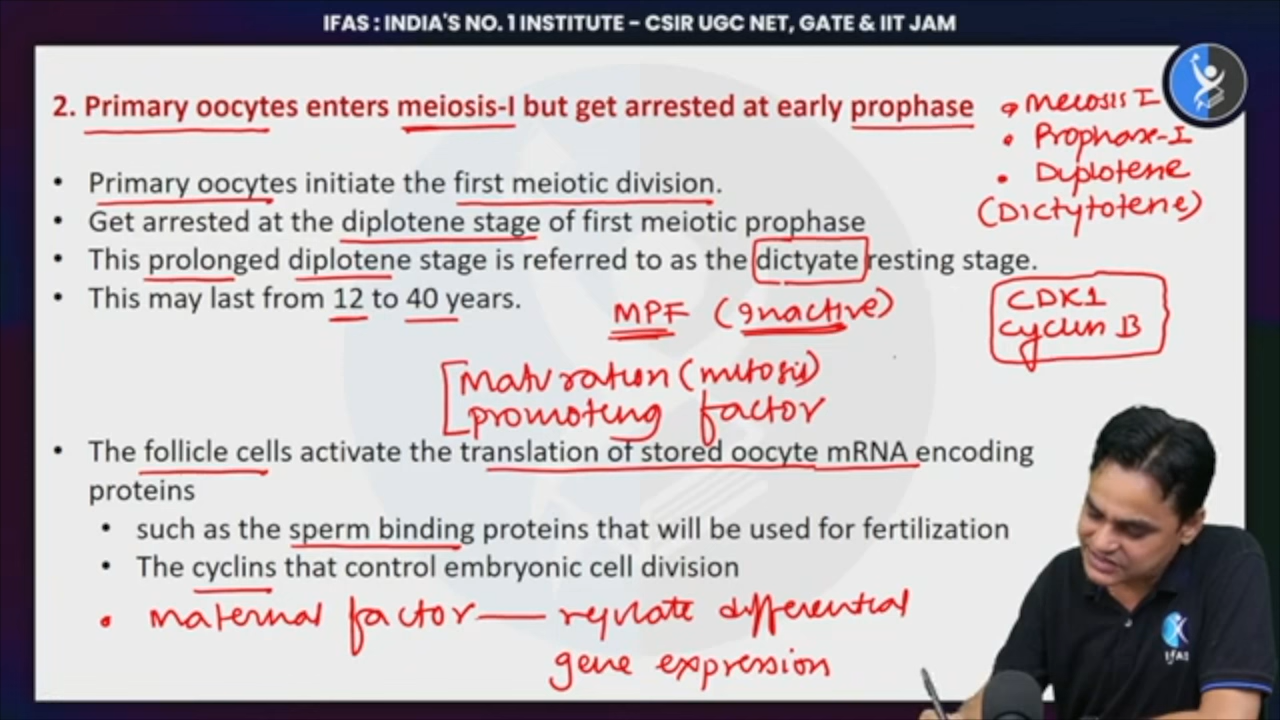 IFAS : INDIA'S NO. 1 INSTITUTE – CSIR UGC NET, GATE & IIT JAM
2. Primary oocytes enters meiosis-I but get arrested at early prophase
• Meiosis I
• Prophase-I
• Diplotene
(Dictytotene)
• Primary oocytes initiate the first meiotic division.
• Get arrested at the diplotene stage of first meiotic prophase
• This prolonged diplotene stage is referred to as the dictyate resting stage.
• This may last from 12 to 40 years.
MPF (inactive)
CDK1
cyclin B
Maturation (mitosis)
promoting factor
• The follicle cells activate the translation of stored oocyte mRNA encoding
proteins
• such as the sperm binding proteins that will be used for fertilization
• The cyclins that control embryonic cell division
• maternal factor — regulate differential
gene expression
IFAS